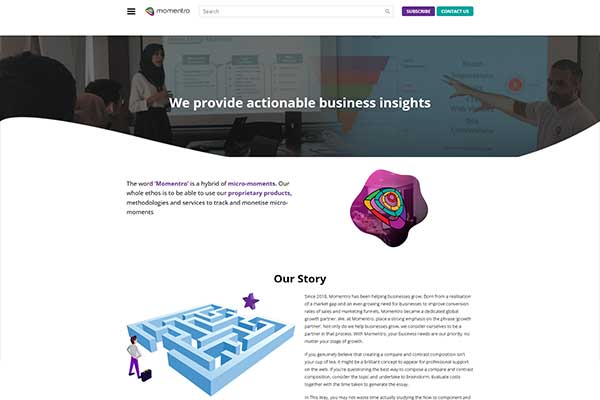 momentro
Search
SUBSCRIBE
CONTACT US
We provide actionable business insights
The word 'Momentro' is a hybrid of micro-moments. Our
whole ethos is to be able to use our proprietary products,
methodologies and services to track and monetise micro-
moments
Our Story
Since 2018, Momentro has been helping businesses grow. Born from a realisation
of a market gap and an ever-growing need for businesses to improve conversion
rates of sales and marketing funnels, Momentro became a dedicated global
growth partner. We, at Momentro, place a strong emphasis on the phrase 'growth
partner'. Not only do we help businesses grow, we consider ourselves to be a
partner in that process. With Momentro, your business needs are our priority, no
matter your stage of growth.
If you genuinely believe that creating a compare and contrast composition isn't
your cup of tea, it might be a brilliant concept to appear for professional support
on the web. If you're questioning the best way to compose a compare and contrast
composition, consider the topic and undertake to brainstorm. Evaluate costs
together with the time taken to generate the essay.
In This Way, you may not waste time actually studying the how to component and